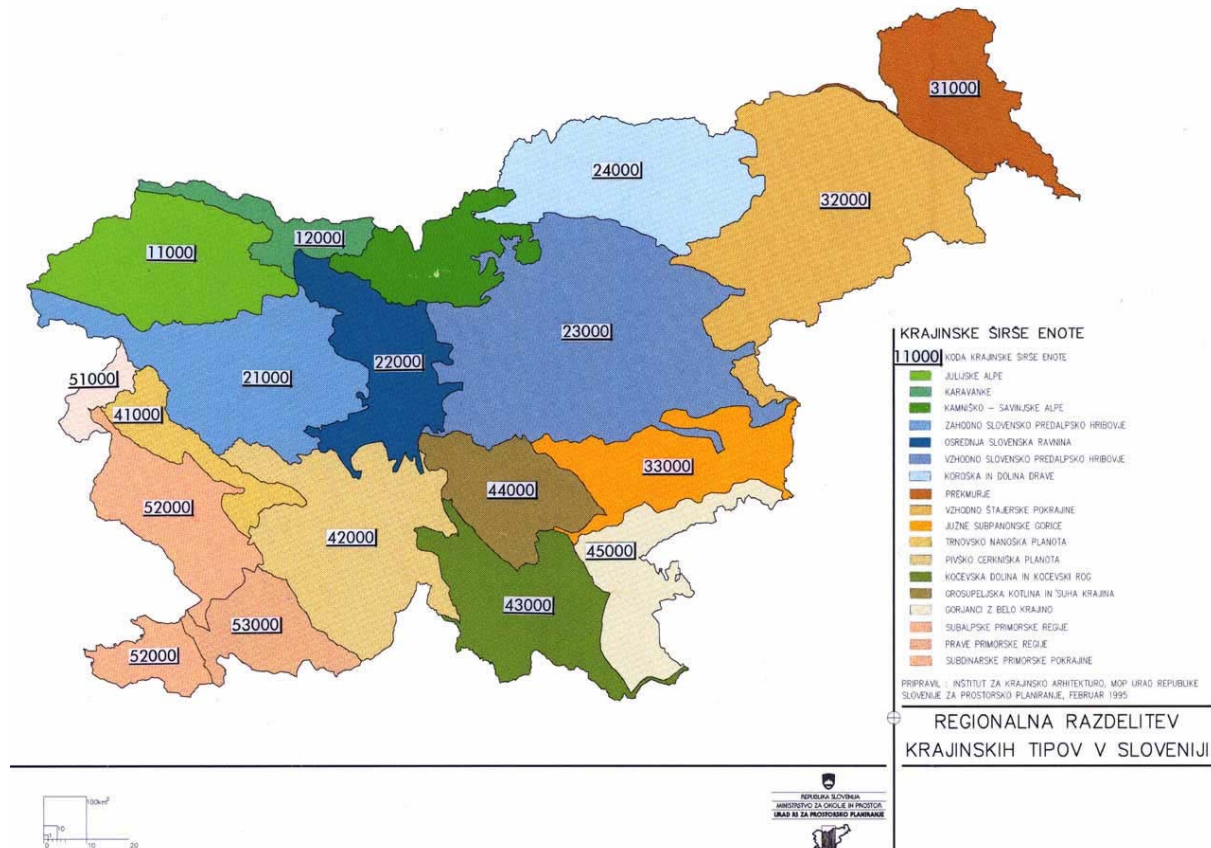 31000
24000
32000
12000
11000
23000
22000
51000
21000
41000
33000
44000
52000
42000
45000
43000
53000
52000
KRAJINSKE ŠIRŠE ENOTE
11000 KODA KRAJINSKE ŠIRŠE ENOTE
JULIJSKE ALPE
KARAVANKE
KAMNIŠKO – SAVINJSKE ALPE
ZAHODNO SLOVENSKO PREDALPSKO HRIBOVJE
OSREDNJA SLOVENSKA RAVNINA
VZHODNO SLOVENSKO PREDALPSKO HRIBOVJE
KOROŠKA IN DOLINA DRAVE
PREKMURJE
VZHODNO ŠTAJERSKE POKRAJINE
JUŽNE SUBPANONSKE GORICE
TRNOVSKO NANOŠKA PLANOTA
PIVŠKO CERKNIŠKA PLANOTA
KOČEVSKA DOLINA IN KOČEVSKI ROG
GROSUPELJSKA KOTLINA IN SUHA KRAJINA
GORJANCI Z BELO KRAJINO
SUBALPSKE PRIMORSKE REGIJE
PRAVE PRIMORSKE REGIJE
SUBDINARSKE PRIMORSKE POKRAJINE
PRIPRAVIL : INŠTITUT ZA KRAJINSKO ARHITEKTURO, MOP URAD REPUBLIKE
SLOVENIJE ZA PROSTORSKO PLANIRANJE, FEBRUAR 1995
REGIONALNA RAZDELITEV
KRAJINSKIH TIPOV V SLOVENIJI
REPUBLIKA SLOVENIJA
MINISTRSTVO ZA OKOLJE IN PROSTOR
URAD RS ZA PROSTORSKO PLANIRANJE
100km²
10
1
0 10 20